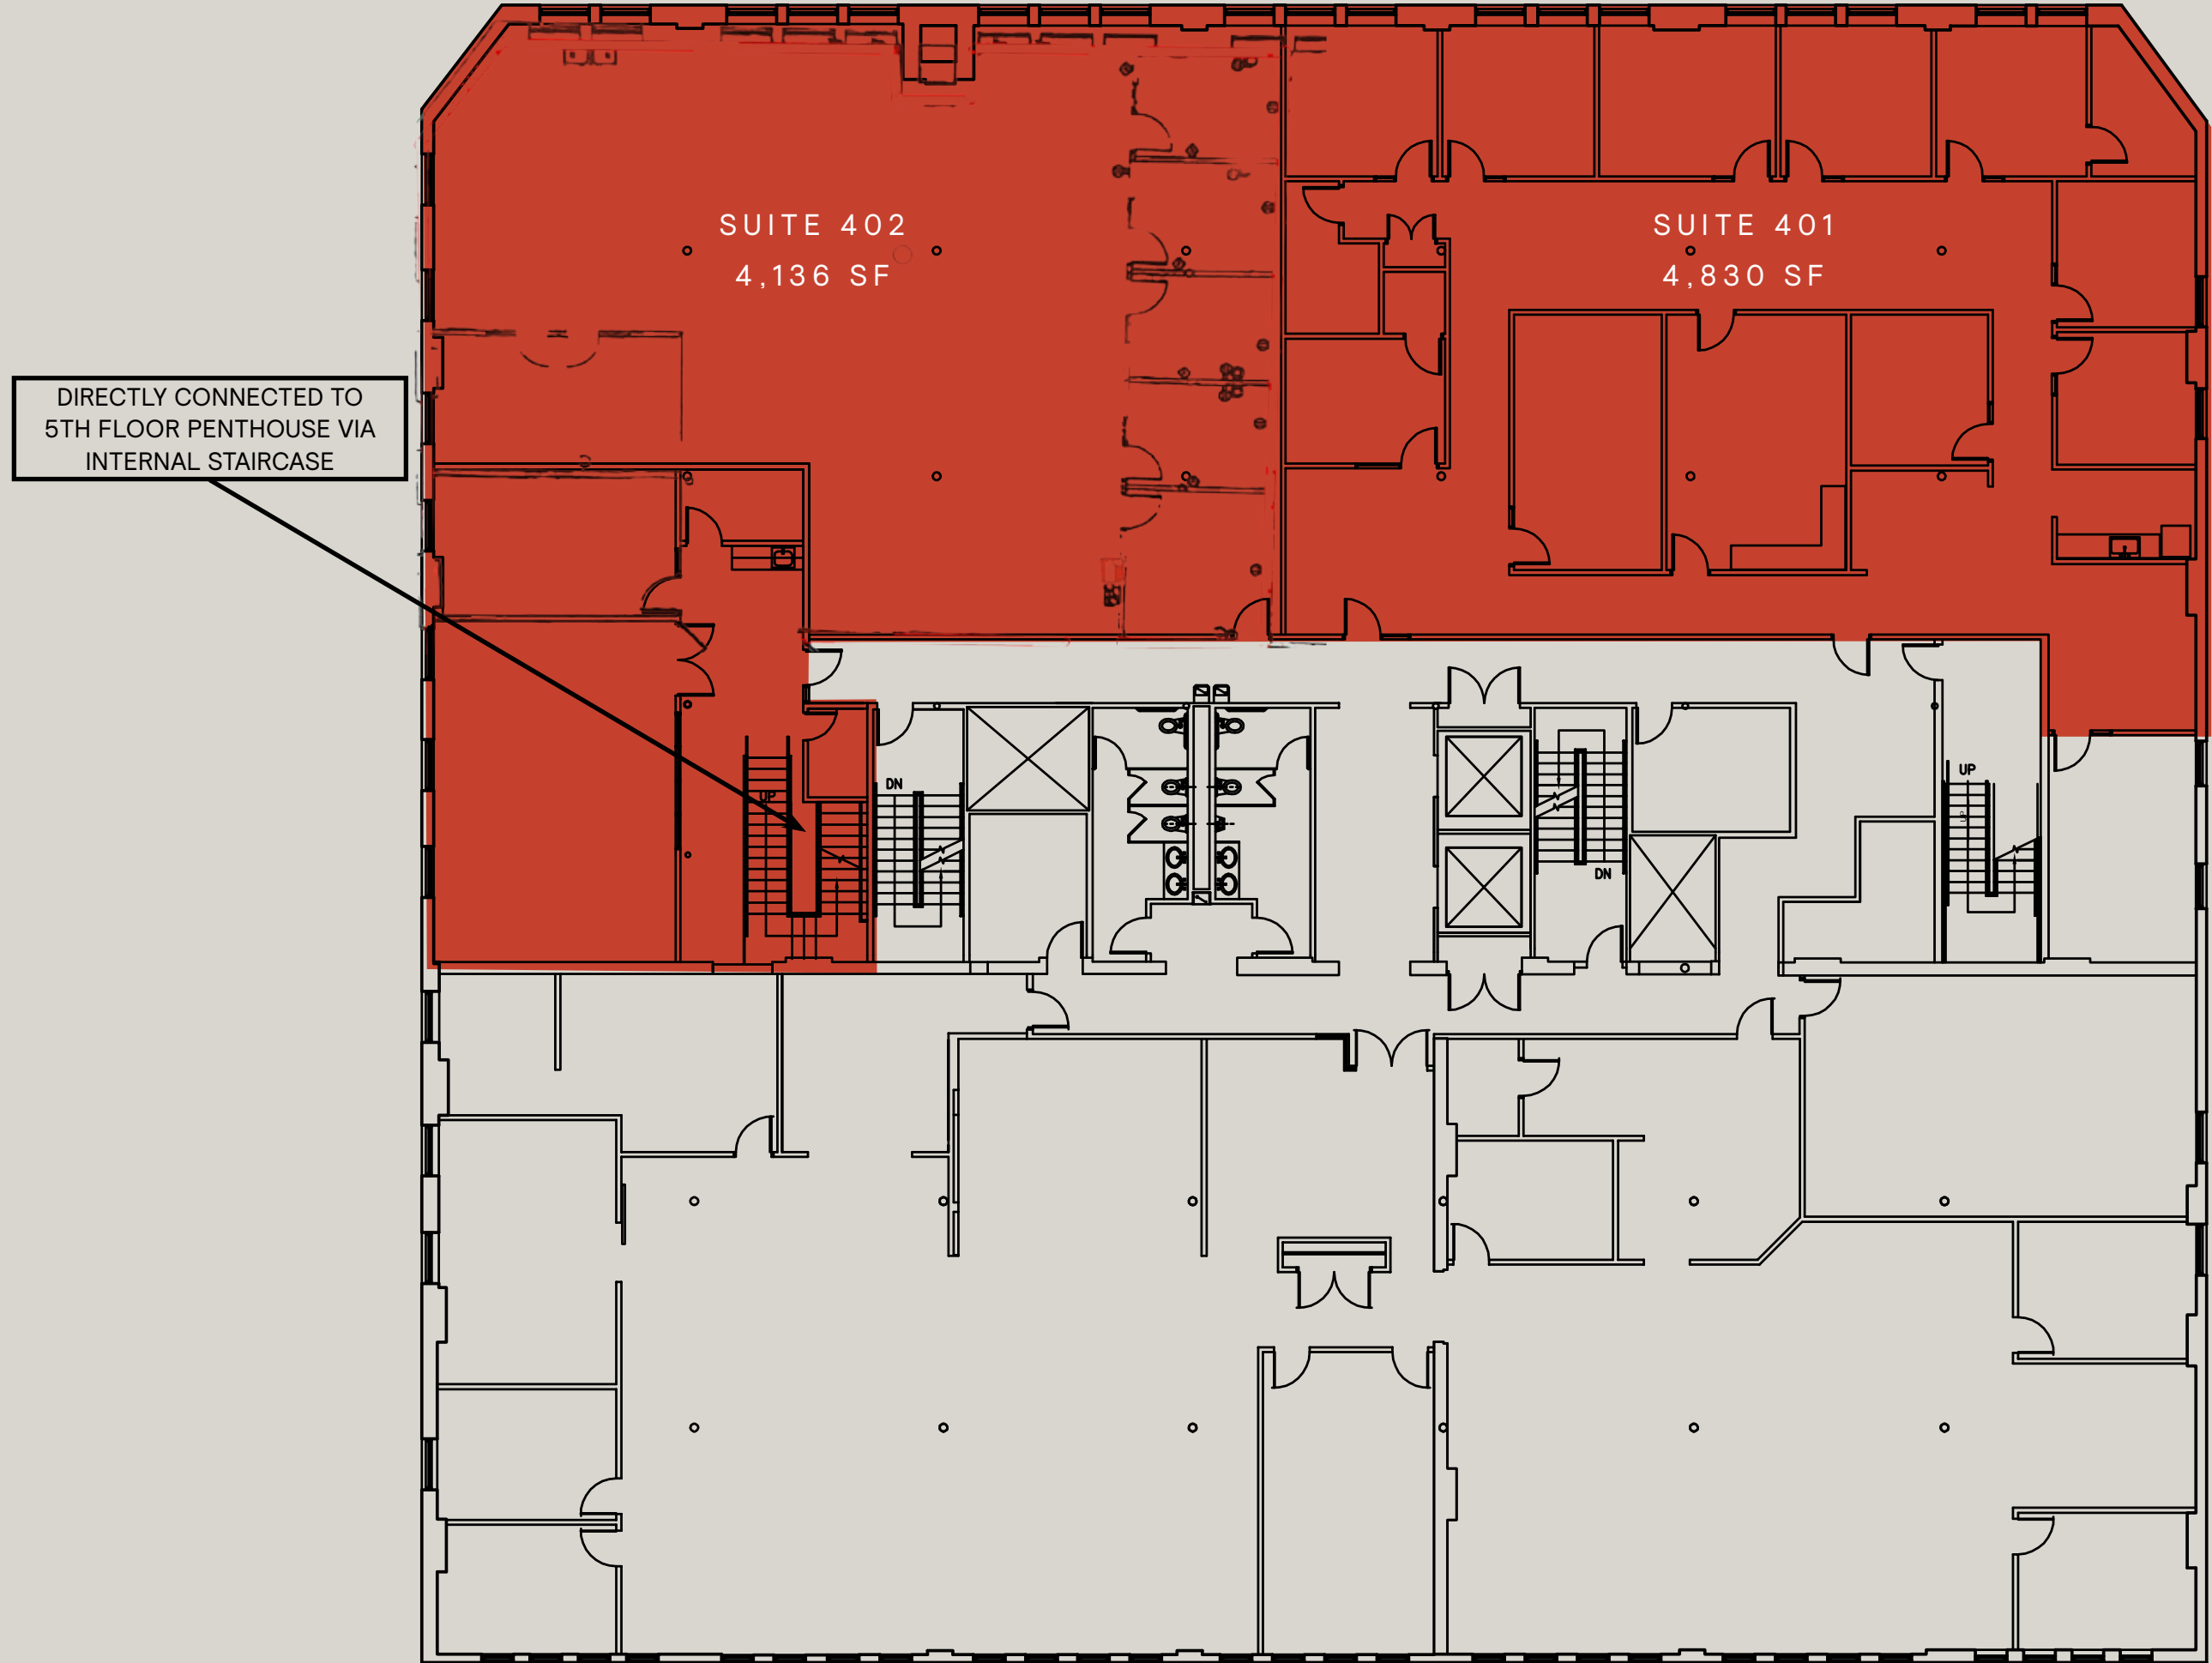 SUITE 402
4,136 SF
SUITE 401
4,830 SF
DIRECTLY CONNECTED TO
5TH FLOOR PENTHOUSE VIA
INTERNAL STAIRCASE
UP
DN
DN
UP
UP